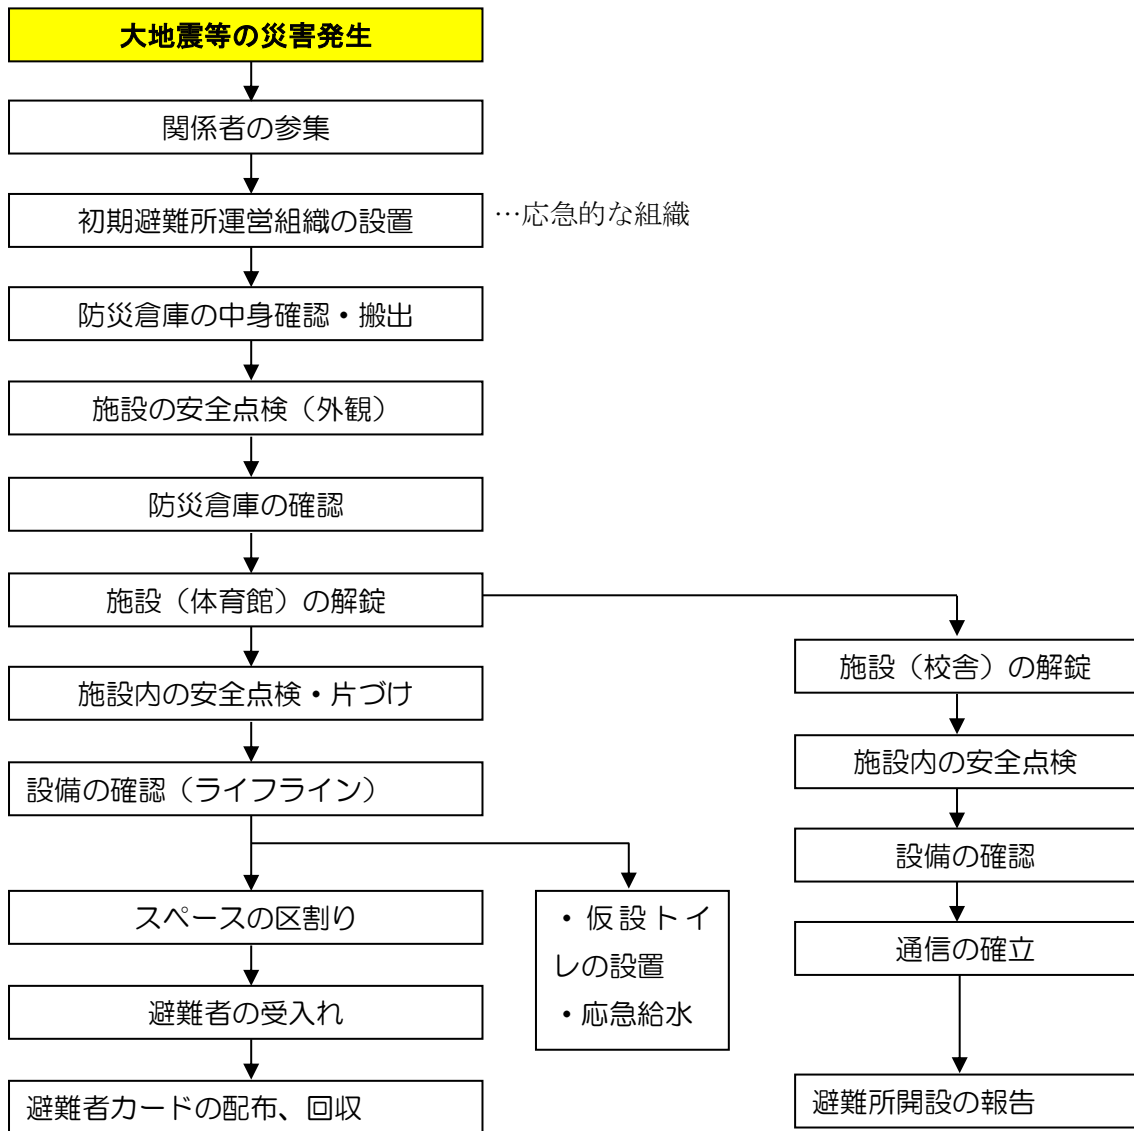 大地震等の災害発生
関係者の参集
初期避難所運営組織の設置
…応急的な組織
防災倉庫の中身確認・搬出
施設の安全点検（外観）
防災倉庫の確認
施設（体育館）の解錠
施設内の安全点検・片づけ
設備の確認（ライフライン）
スペースの区割り
避難者の受入れ
避難者カードの配布、回収
・仮設トイ
レの設置
・応急給水
施設（校舎）の解錠
施設内の安全点検
設備の確認
通信の確立
避難所開設の報告